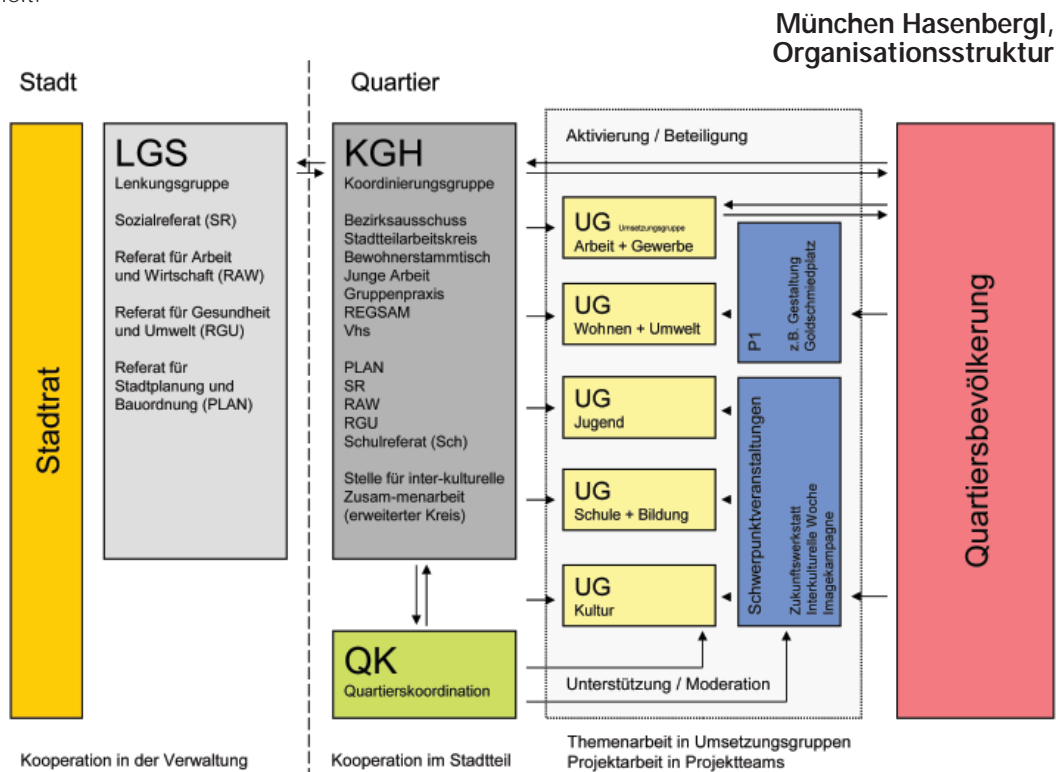 München Hasenbergl,
Organisationsstruktur
Stadt
Quartier
Stadtrat
LGS
Lenkungsgruppe
Sozialreferat (SR)
Referat für Arbeit
und Wirtschaft (RAW)
Referat für Gesundheit
und Umwelt (RGU)
Referat für
Stadtplanung und
Bauordnung (PLAN)
KGH
Koordinierungsgruppe
Bezirksausschuss
Stadtteilarbeitskreis
Bewohnerstammtisch
Junge Arbeit
Gruppenpraxis
REGSAM
Vhs
PLAN
SR
RAW
RGU
Schulreferat (Sch)
Stelle für inter-kulturelle
Zusam-menarbeit
(erweiterter Kreis)
QK
Quartierskoordination
Aktivierung / Beteiligung
UG Umsetzungsgruppe
Arbeit + Gewerbe
UG
Wohnen + Umwelt
UG
Jugend
UG
Schule + Bildung
UG
Kultur
P1
z.B. Gestaltung
Goldschmiedplatz
Schwerpunktveranstaltungen
Zukunftswerkstatt
Interkulturelle Woche
Imagekampagne
Unterstützung / Moderation
Quartiersbevölkerung
Kooperation in der Verwaltung
Kooperation im Stadtteil
Themenarbeit in Umsetzungsgruppen
Projektarbeit in Projektteams